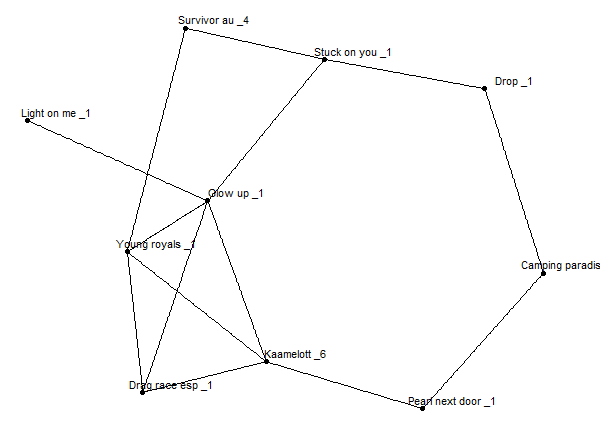 Survivor au _4
Stuck on you _1
Drop _1
Light on me _1
Glow up _1
Young royals _1
Camping paradis
Kaamelott _6
Drag race esp _1
Pearl next door _1